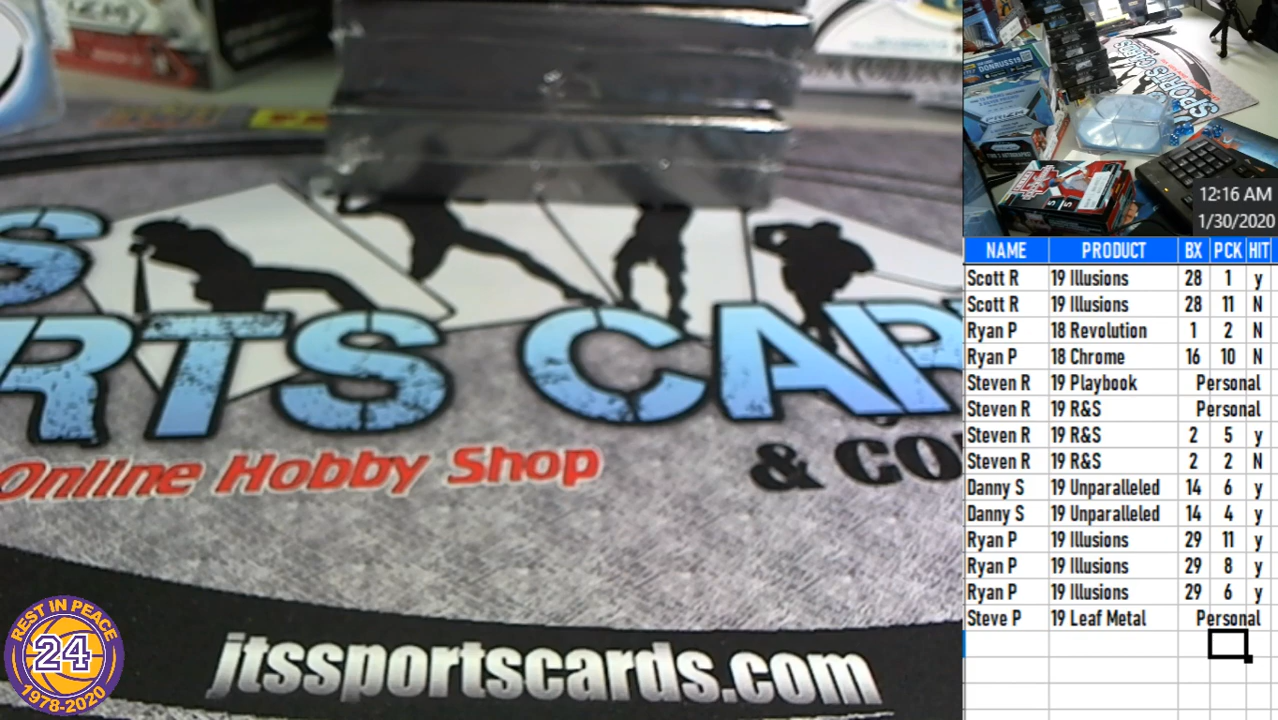 RTS CAR
Online Hobby Shop
& CO
jtssportscards.com
REST IN PEACE
24
1978-2020
DONRUSS19
SPORTS CARDS
12:16 AM
1/30/2020
NAME PRODUCT BX PCK HIT
Scott R 19 Illusions 28 1 y
Scott R 19 Illusions 28 11 N
Ryan P 18 Revolution 1 2 N
Ryan P 18 Chrome 16 10 N
Steven R 19 Playbook Personal
Steven R 19 R&S Personal
Steven R 19 R&S 2 5 y
Steven R 19 R&S 2 2 N
Danny S 19 Unparalleled 14 6 y
Danny S 19 Unparalleled 14 4 y
Ryan P 19 Illusions 29 11 y
Ryan P 19 Illusions 29 8 y
Ryan P 19 Illusions 29 6 y
Steve P 19 Leaf Metal Personal